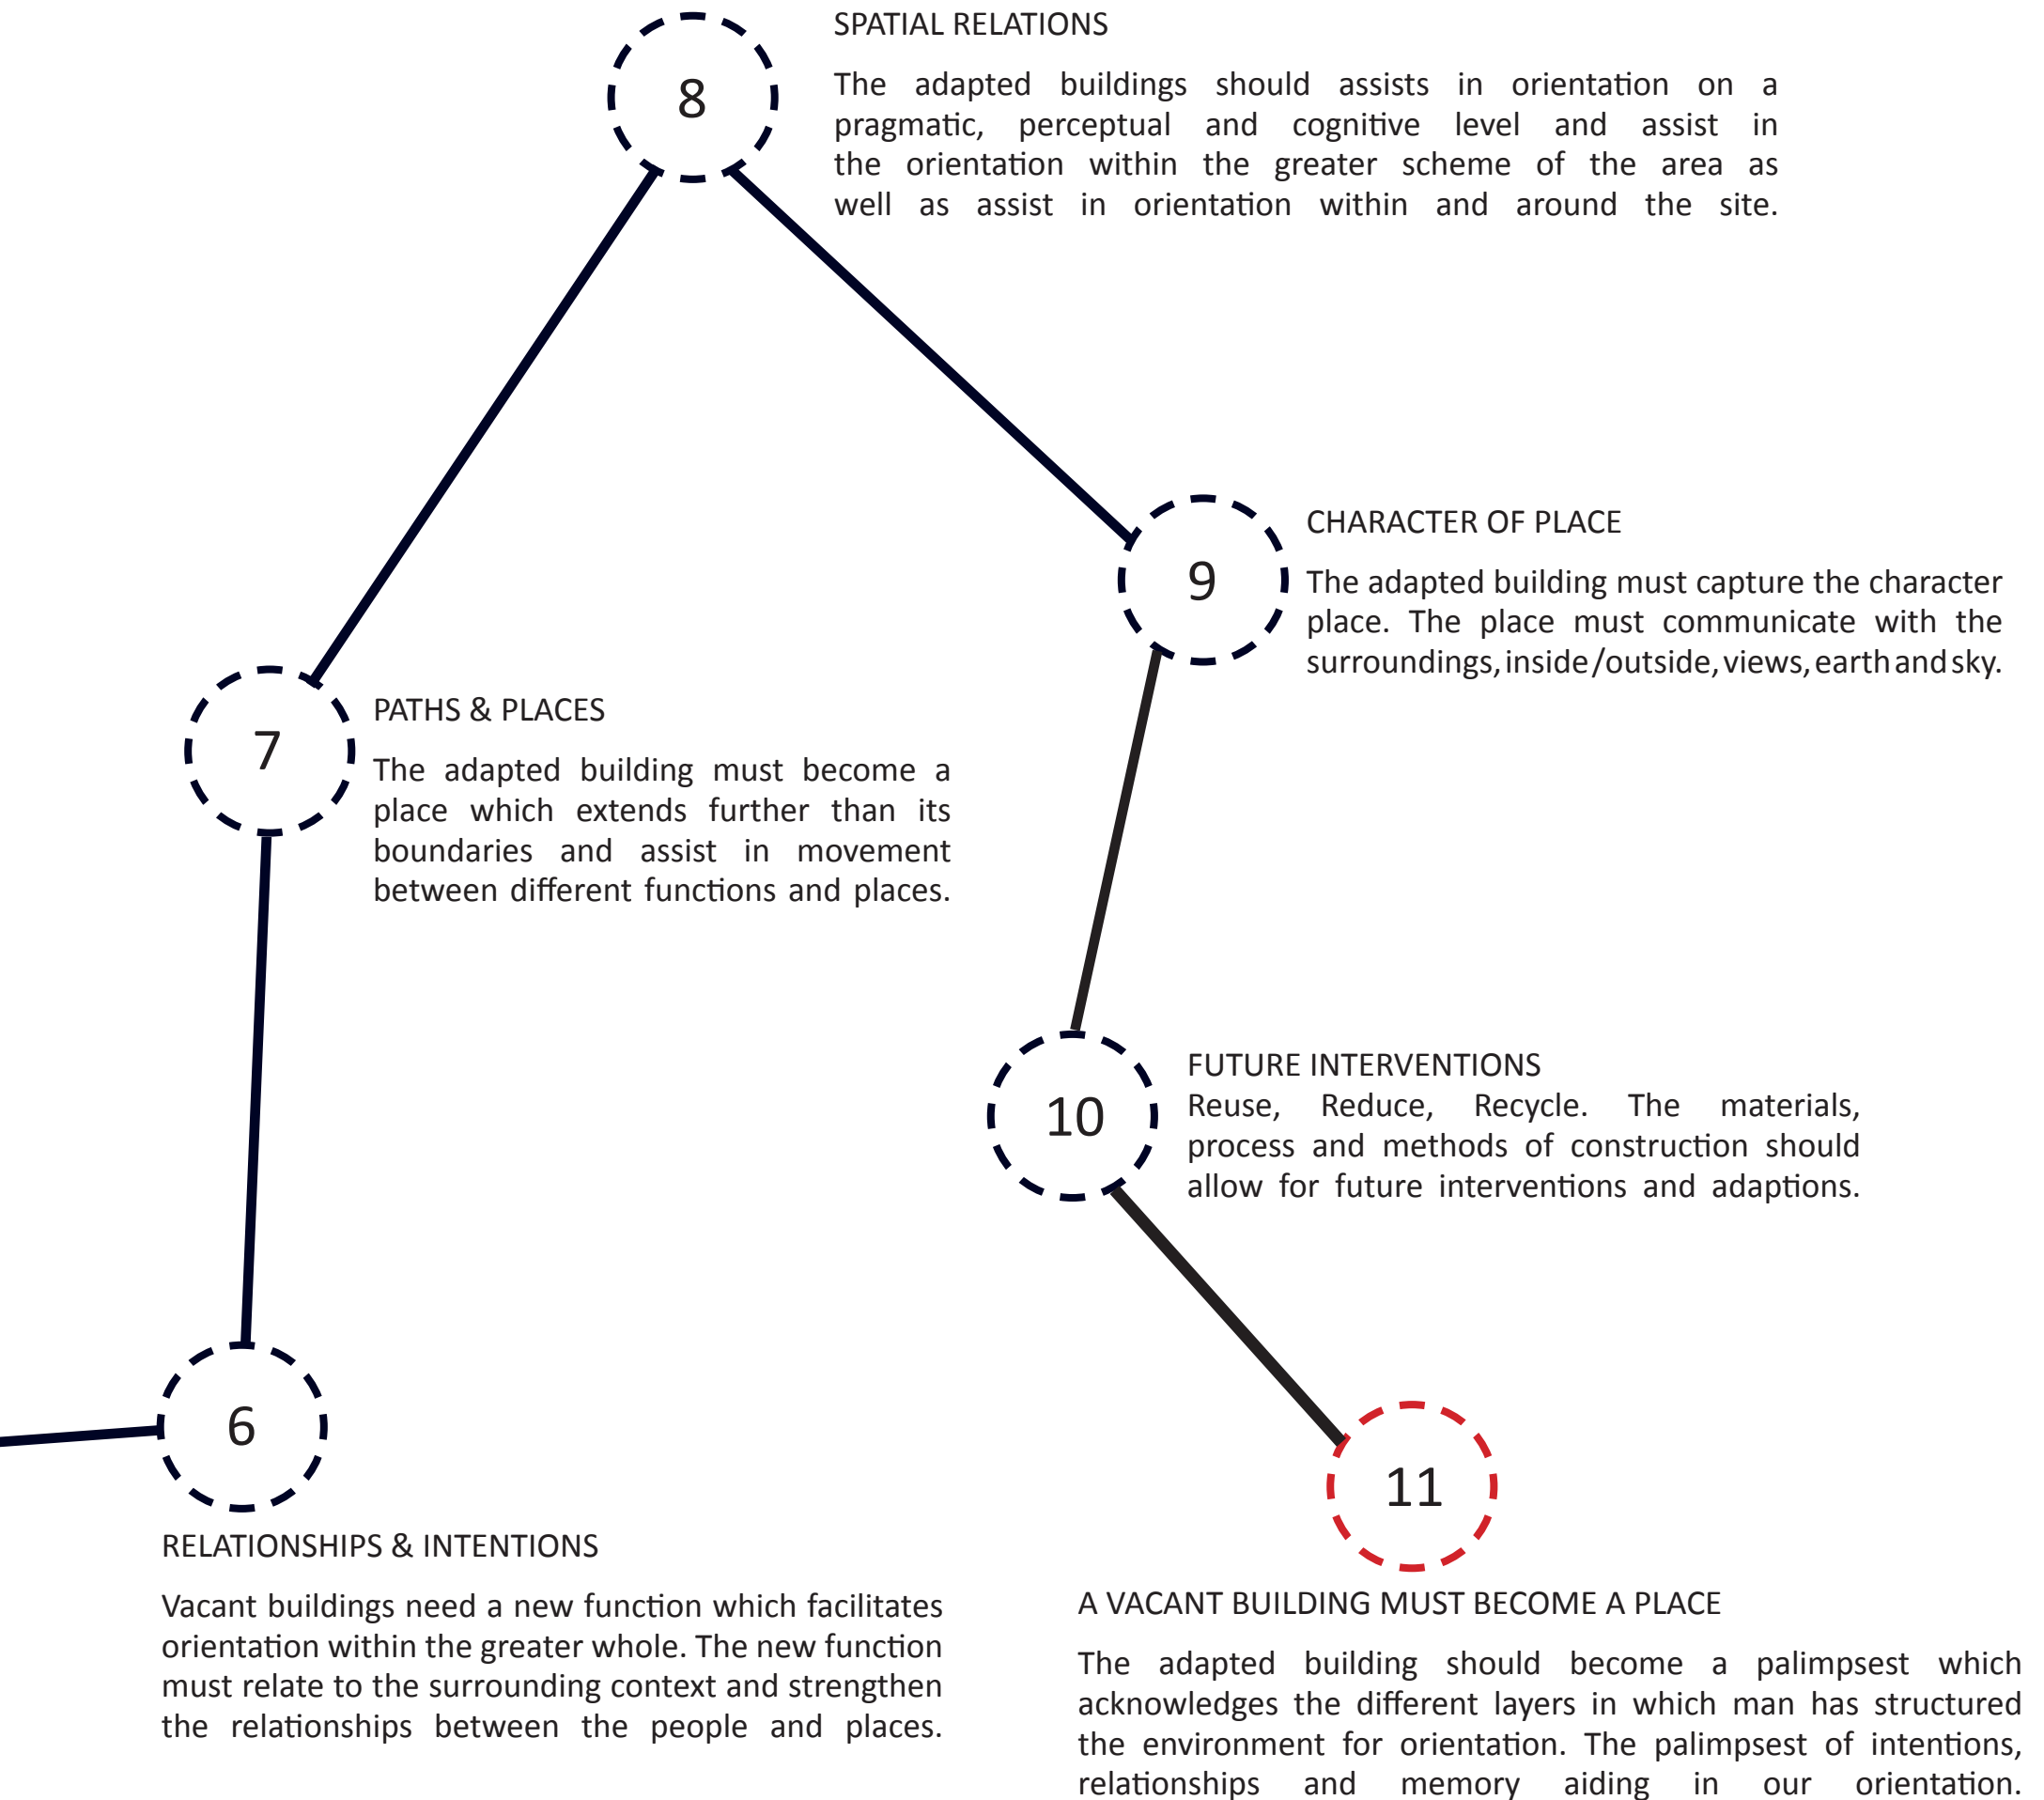 8
SPATIAL RELATIONS
The adapted buildings should assists in orientation on a
pragmatic, perceptual and cognitive level and assist in
the orientation within the greater scheme of the area as
well as assist in orientation within and around the site.
9
CHARACTER OF PLACE
The adapted building must capture the character
place. The place must communicate with the
surroundings, inside/outside, views, earth and sky.
7
PATHS & PLACES
The adapted building must become a
place which extends further than its
boundaries and assist in movement
between different functions and places.
10
FUTURE INTERVENTIONS
Reuse, Reduce, Recycle. The materials,
process and methods of construction should
allow for future interventions and adaptions.
6
RELATIONSHIPS & INTENTIONS
Vacant buildings need a new function which facilitates
orientation within the greater whole. The new function
must relate to the surrounding context and strengthen
the relationships between the people and places.
11
A VACANT BUILDING MUST BECOME A PLACE
The adapted building should become a palimpsest which
acknowledges the different layers in which man has structured
the environment for orientation. The palimpsest of intentions,
relationships and memory aiding in our orientation.